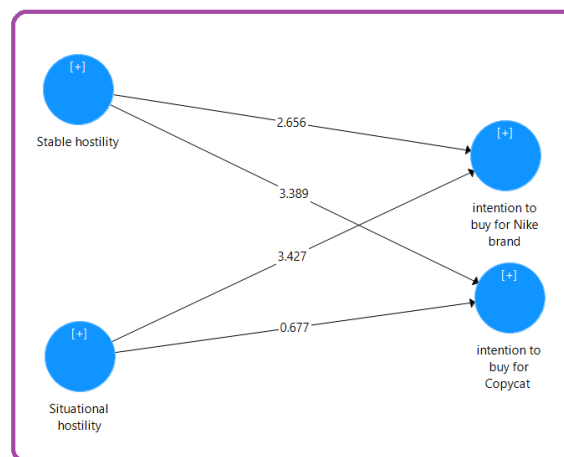 [+]
Stable hostility
2.656
[+]
intention to
buy for Nike
brand
3.389
3.427
[+]
intention to
buy for
Copycat
0.677
[+]
Situational
hostility